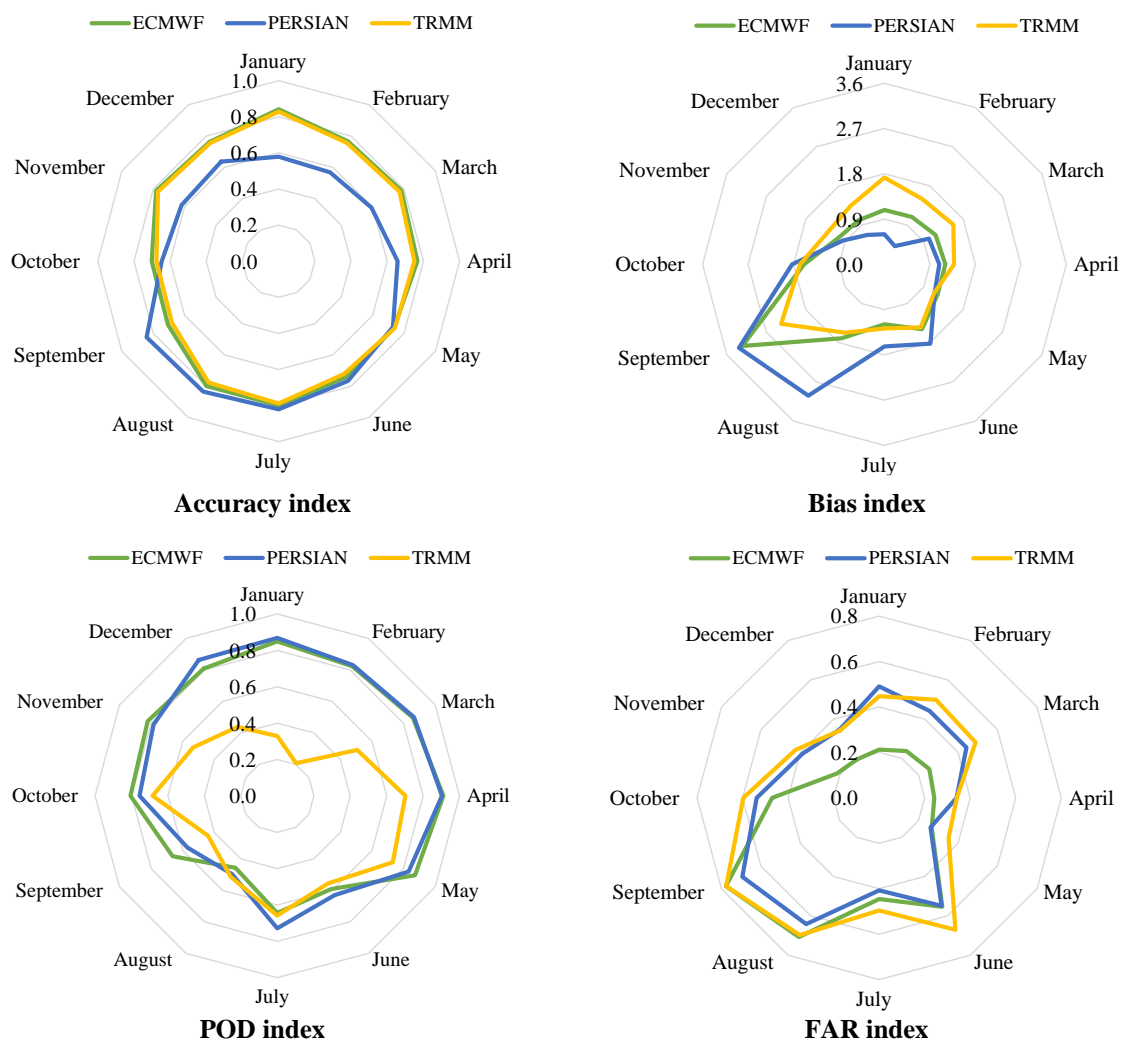 ECMWF PERSIAN TRMM
January
February
March
April
May
June
July
August
September
October
November
December
1.0
0.8
0.6
0.4
0.2
0.0
Accuracy index
ECMWF PERSIAN TRMM
January
February
March
April
May
June
July
August
September
October
November
December
3.6
2.7
1.8
0.9
0.0
Bias index
ECMWF PERSIAN TRMM
January
February
March
April
May
June
July
August
September
October
November
December
1.0
0.8
0.6
0.4
0.2
0.0
POD index
ECMWF PERSIAN TRMM
January
February
March
April
May
June
July
August
September
October
November
December
0.8
0.6
0.4
0.2
0.0
FAR index